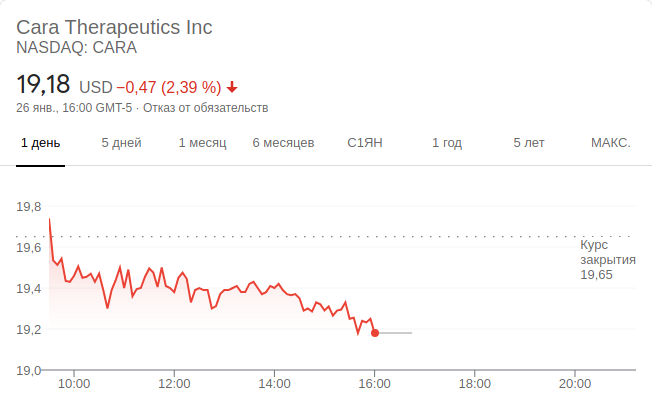 Cara Therapeutics Inc
NASDAQ: CARA
19,18 USD −0,47 (2,39 %)
26 янв., 16:00 GMT-5 · Отказ от обязательств
1 день 5 дней 1 месяц 6 месяцев С1ЯН 1 год 5 лет МАКС.
19,8
19,6
19,4
19,2
19,0
Курс
закрытия
19,65
10:00 12:00 14:00 16:00 18:00 20:00